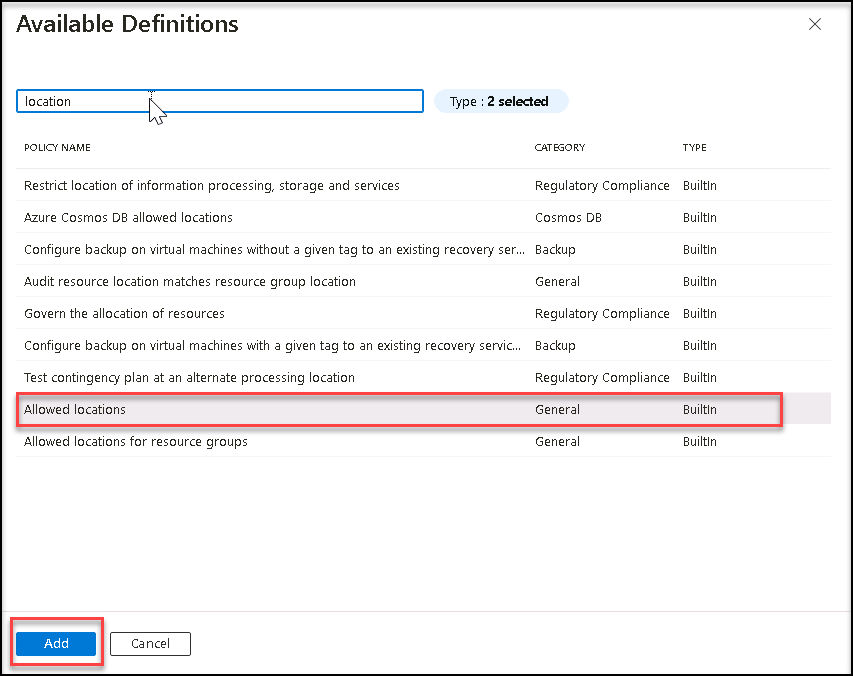 Available Definitions
location
Type : 2 selected
POLICY NAME CATEGORY TYPE
Restrict location of information processing, storage and services Regulatory Compliance BuiltIn
Azure Cosmos DB allowed locations Cosmos DB BuiltIn
Configure backup on virtual machines without a given tag to an existing recovery ser... Backup BuiltIn
Audit resource location matches resource group location General BuiltIn
Govern the allocation of resources Regulatory Compliance BuiltIn
Configure backup on virtual machines with a given tag to an existing recovery servic... Backup BuiltIn
Test contingency plan at an alternate processing location Regulatory Compliance BuiltIn
Allowed locations General BuiltIn
Allowed locations for resource groups General BuiltIn
Add Cancel